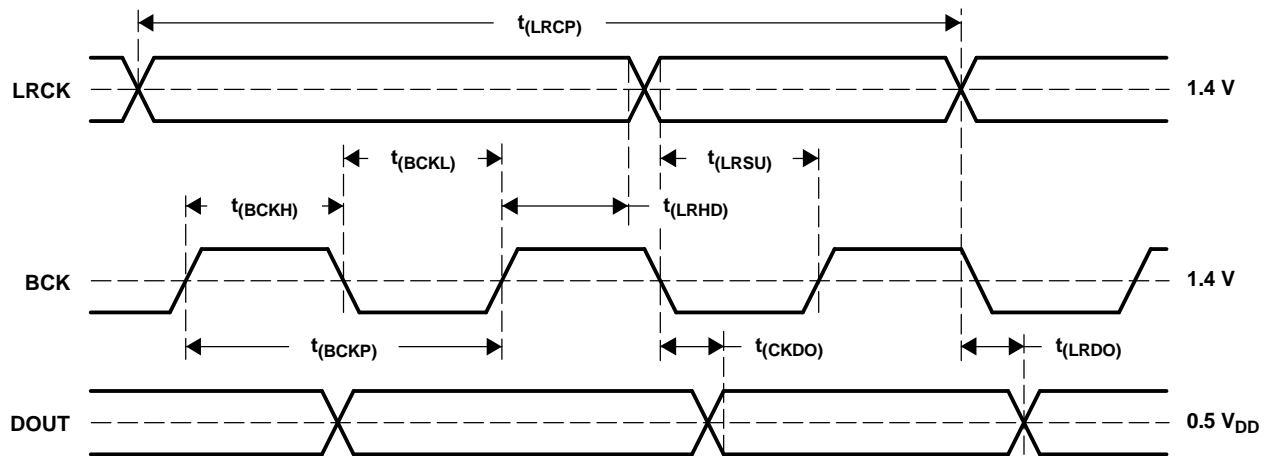 t(LRCP)
LRCK
1.4 V
t(BCKL)
t(LRSU)
t(BCKH)
t(LRHD)
BCK
1.4 V
t(BCKP)
t(CKDO)
t(LRDO)
DOUT
0.5 VDD